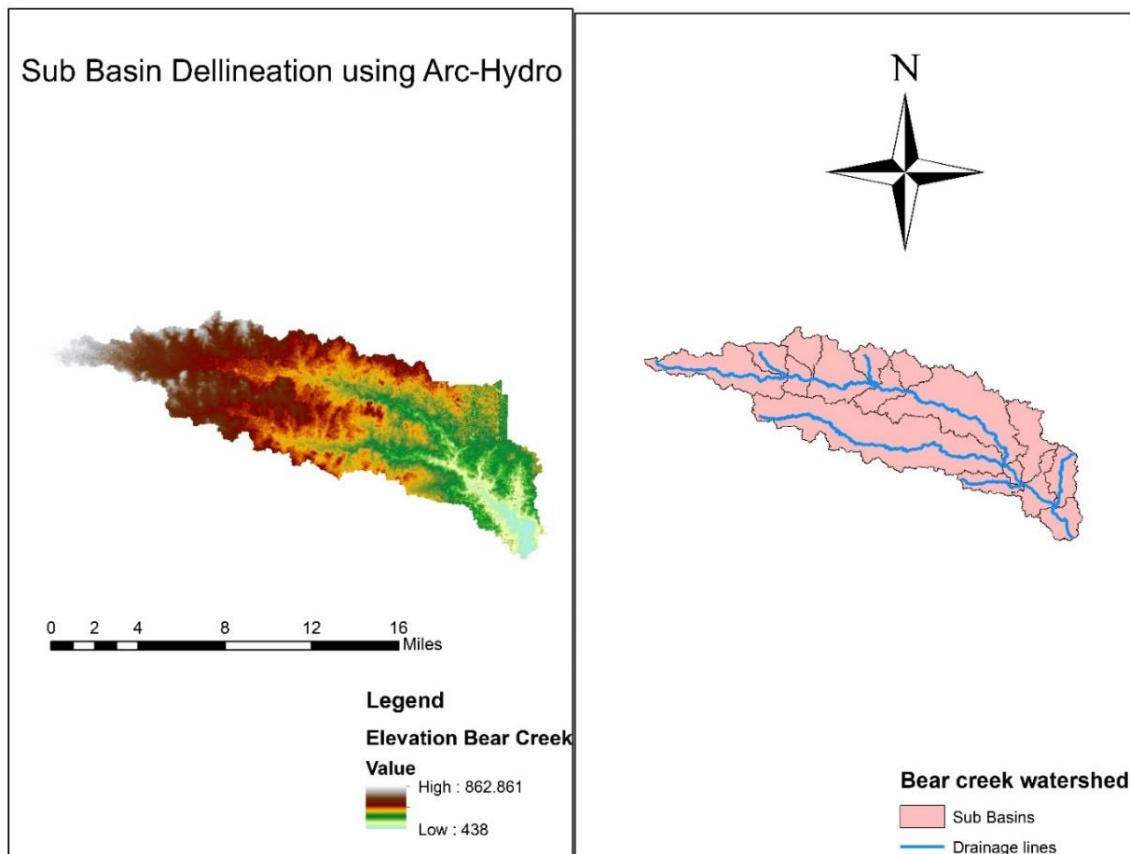 Sub Basin Dellineation using Arc-Hydro
0 2 4 8 12 16
Miles
Legend
Elevation Bear Creek
Value
High : 862.861
Low : 438
N
Bear creek watershed
Sub Basins
Drainage lines